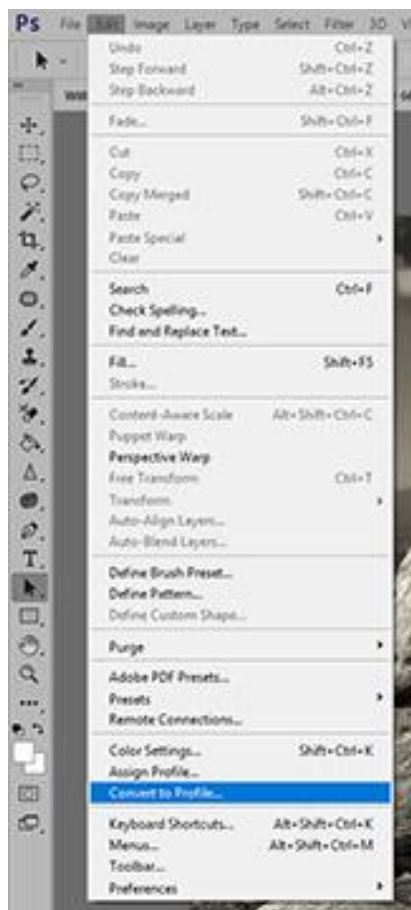 Ps File Edit Image Layer Type Select Filter 3D
Undo Ctrl+Z
Step Forward Shift+Ctrl+Z
Step Backward Alt+Ctrl+Z
Fade... Shift+Ctrl+F
Cut Ctrl+X
Copy Ctrl+C
Copy Merged Shift+Ctrl+C
Paste Ctrl+V
Paste Special
Clear
Search Ctrl+F
Check Spelling...
Find and Replace Text...
Fill... Shift+F5
Stroke...
Content-Aware Scale Alt+Shift+Ctrl+C
Puppet Warp
Perspective Warp
Free Transform Ctrl+T
Transform
Auto-Align Layers...
Auto-Blend Layers...
Define Brush Preset...
Define Pattern...
Define Custom Shape...
Purge
Adobe PDF Presets...
Presets
Remote Connections...
Color Settings... Shift+Ctrl+K
Assign Profile...
Convert to Profile...
Keyboard Shortcuts... Alt+Shift+Ctrl+K
Menus... Alt+Shift+Ctrl+M
Toolbar...
Preferences